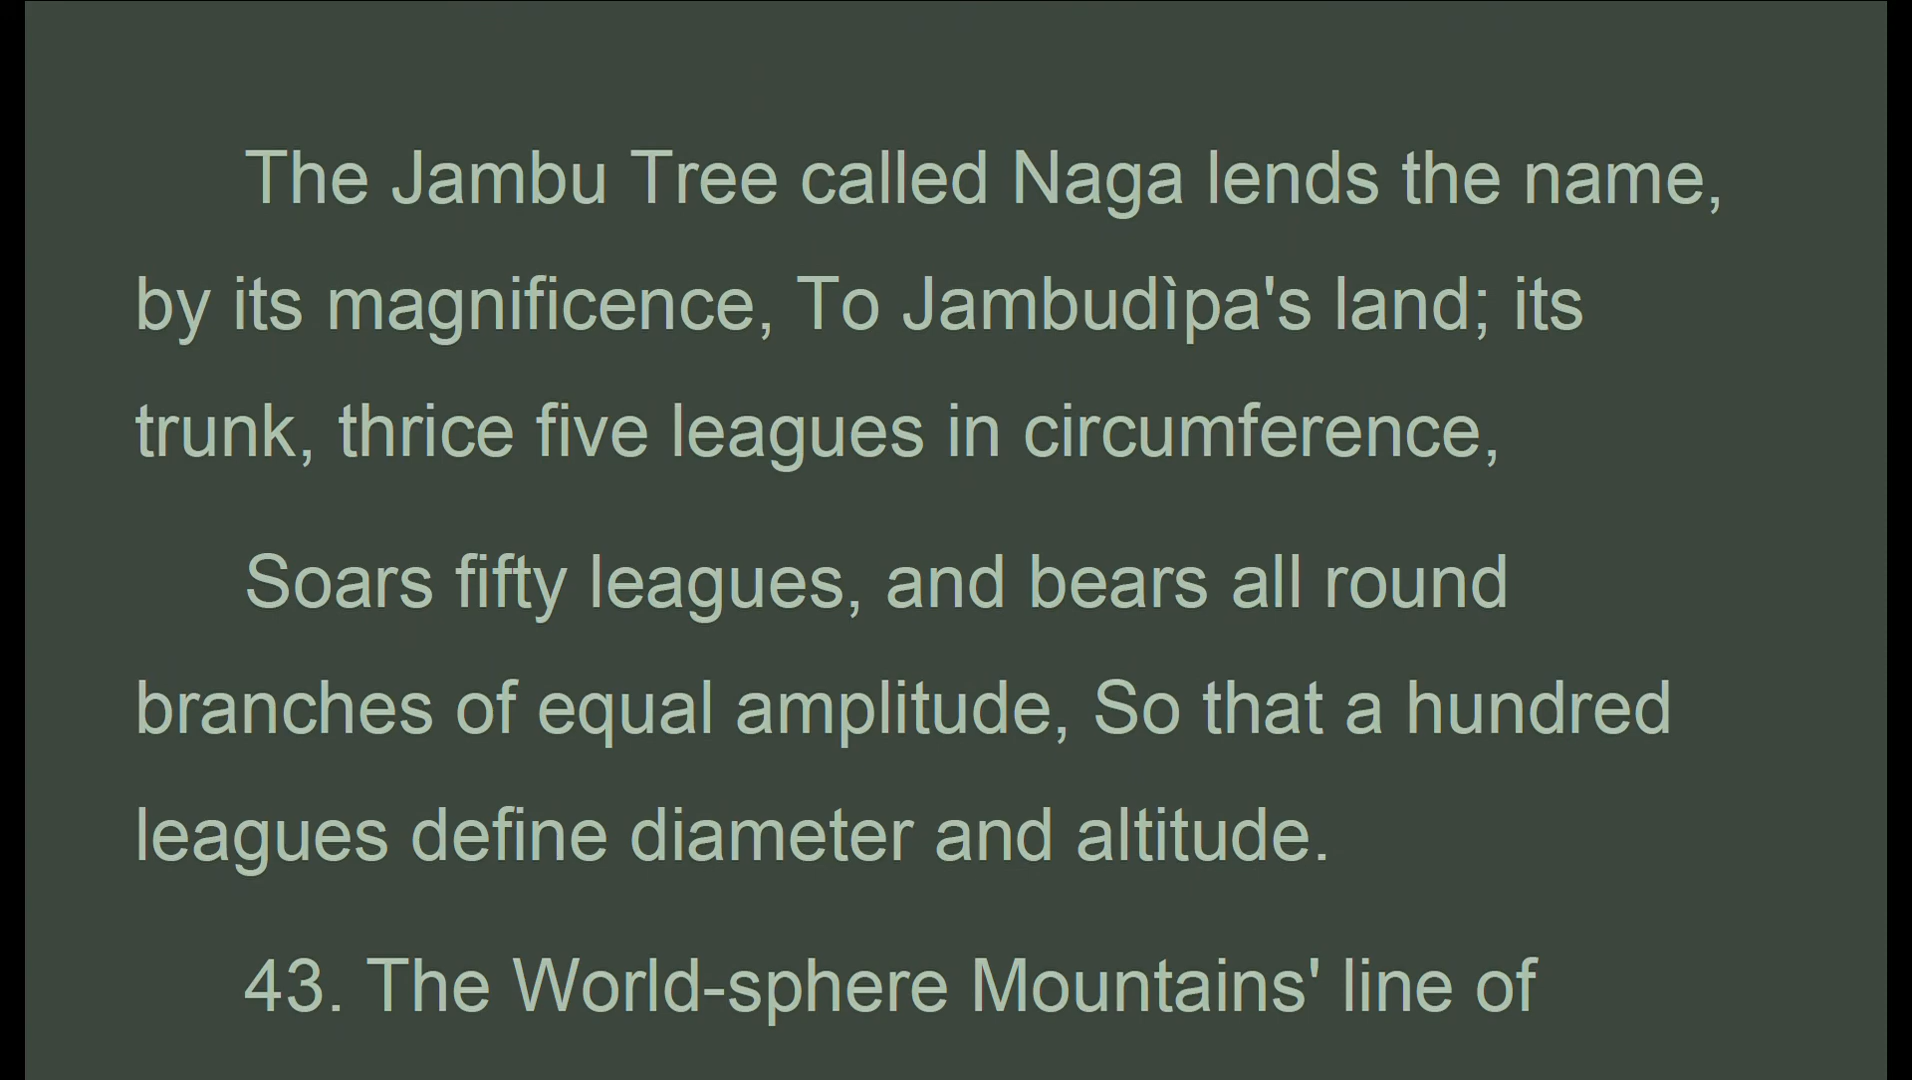 The Jambu Tree called Naga lends the name,
by its magnificence, To Jambudìpa's land; its
trunk, thrice five leagues in circumference,
Soars fifty leagues, and bears all round
branches of equal amplitude, So that a hundred
leagues define diameter and altitude.
43. The World-sphere Mountains' line of